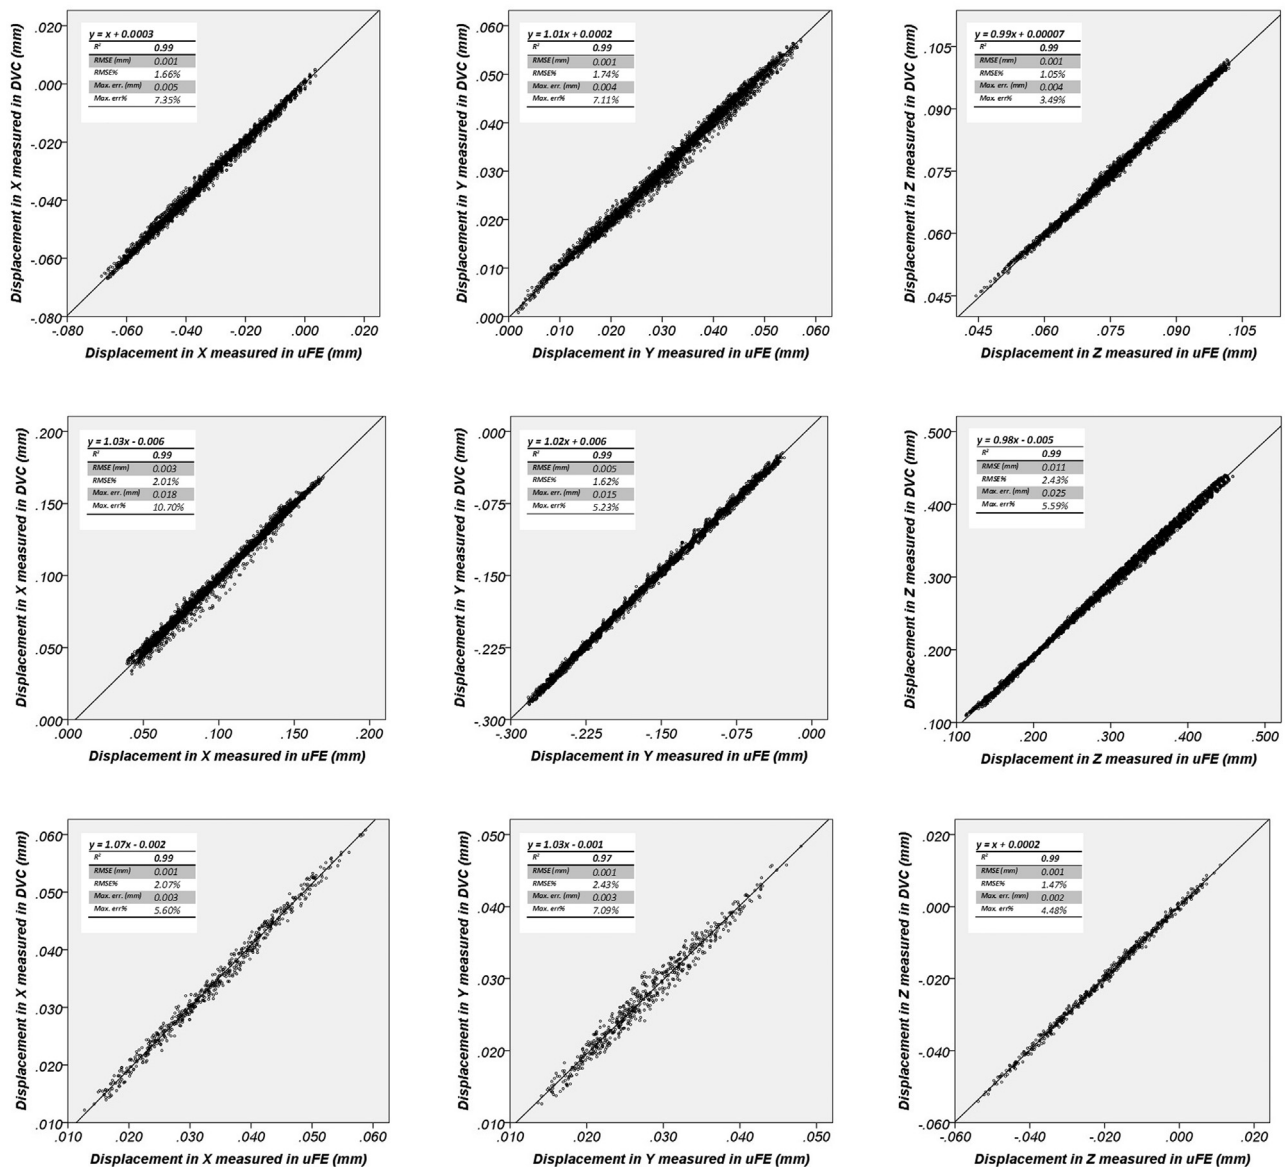 y = x + 0.0003
R² 0.99
RMSE (mm) 0.001
RMSE% 1.66%
Max. err. (mm) 0.005
Max. err% 7.35%
.020
.000
-.020
-.040
-.060
-.080
-.080 -.060 -.040 -.020 .000 .020
Displacement in X measured in DVC (mm)
Displacement in X measured in uFE (mm)
y = 1.01x + 0.0002
R² 0.99
RMSE (mm) 0.001
RMSE% 1.74%
Max. err. (mm) 0.004
Max. err% 7.11%
.060
.050
.040
.030
.020
.010
.000
.000 .010 .020 .030 .040 .050 .060
Displacement in Y measured in DVC (mm)
Displacement in Y measured in uFE (mm)
y = 0.99x + 0.00007
R² 0.99
RMSE (mm) 0.001
RMSE% 1.05%
Max. err. (mm) 0.004
Max. err% 3.49%
.105
.090
.075
.060
.045
.045 .060 .075 .090 .105
Displacement in Z measured in DVC (mm)
Displacement in Z measured in uFE (mm)
y = 1.03x - 0.006
R² 0.99
RMSE (mm) 0.003
RMSE% 2.01%
Max. err. (mm) 0.018
Max. err% 10.70%
.200
.150
.100
.050
.000
.000 .050 .100 .150 .200
Displacement in X measured in DVC (mm)
Displacement in X measured in uFE (mm)
y = 1.02x + 0.006
R² 0.99
RMSE (mm) 0.005
RMSE% 1.62%
Max. err. (mm) 0.015
Max. err% 5.23%
.000
-.075
-.150
-.225
-.300
-.300 -.225 -.150 -.075 .000
Displacement in Y measured in DVC (mm)
Displacement in Y measured in uFE (mm)
y = 0.98x - 0.005
R² 0.99
RMSE (mm) 0.011
RMSE% 2.43%
Max. err. (mm) 0.025
Max. err% 5.59%
.500
.400
.300
.200
.100
.100 .200 .300 .400 .500
Displacement in Z measured in DVC (mm)
Displacement in Z measured in uFE (mm)
y = 1.07x - 0.002
R² 0.99
RMSE (mm) 0.001
RMSE% 2.07%
Max. err. (mm) 0.003
Max. err% 5.60%
.060
.050
.040
.030
.020
.010
.010 .020 .030 .040 .050 .060
Displacement in X measured in DVC (mm)
Displacement in X measured in uFE (mm)
y = 1.03x - 0.001
R² 0.97
RMSE (mm) 0.001
RMSE% 2.43%
Max. err. (mm) 0.003
Max. err% 7.09%
.050
.040
.030
.020
.010
.010 .020 .030 .040 .050
Displacement in Y measured in DVC (mm)
Displacement in Y measured in uFE (mm)
y = x + 0.0002
R² 0.99
RMSE (mm) 0.001
RMSE% 1.47%
Max. err. (mm) 0.002
Max. err% 4.48%
.020
.000
-.020
-.040
-.060
-.060 -.040 -.020 .000 .020
Displacement in Z measured in DVC (mm)
Displacement in Z measured in uFE (mm)